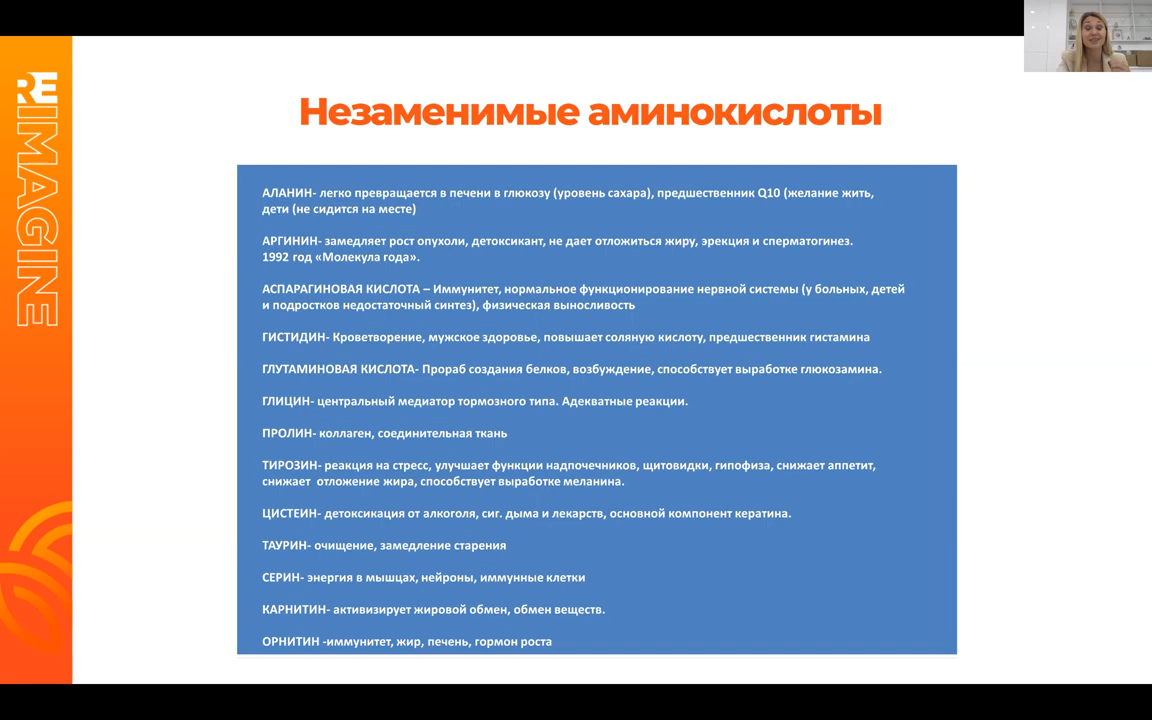 REIMAGINE
Незаменимые аминокислоты
АЛАНИН- легко превращается в печени в глюкозу (уровень сахара), предшественник Q10 (желание жить,
дети (не сидится на месте)
АРГИНИН- замедляет рост опухоли, детоксикант, не дает отложиться жиру, эрекция и сперматогинез.
1992 год «Молекула года».
АСПАРАГИНОВАЯ КИСЛОТА – Иммунитет, нормальное функционирование нервной системы (у больных, детей
и подростков недостаточный синтез), физическая выносливость
ГИСТИДИН- Кроветворение, мужское здоровье, повышает соляную кислоту, предшественник гистамина
ГЛУТАМИНОВАЯ КИСЛОТА- Прораб создания белков, возбуждение, способствует выработке глюкозамина.
ГЛИЦИН- центральный медиатор тормозного типа. Адекватные реакции.
ПРОЛИН- коллаген, соединительная ткань
ТИРОЗИН- реакция на стресс, улучшает функции надпочечников, щитовидки, гипофиза, снижает аппетит,
снижает  отложение жира, способствует выработке меланина.
ЦИСТЕИН- детоксикация от алкоголя, сиг. дыма и лекарств, основной компонент кератина.
ТАУРИН- очищение, замедление старения
СЕРИН- энергия в мышцах, нейроны, иммунные клетки
КАРНИТИН- активизирует жировой обмен, обмен веществ.
ОРНИТИН -иммунитет, жир, печень, гормон роста